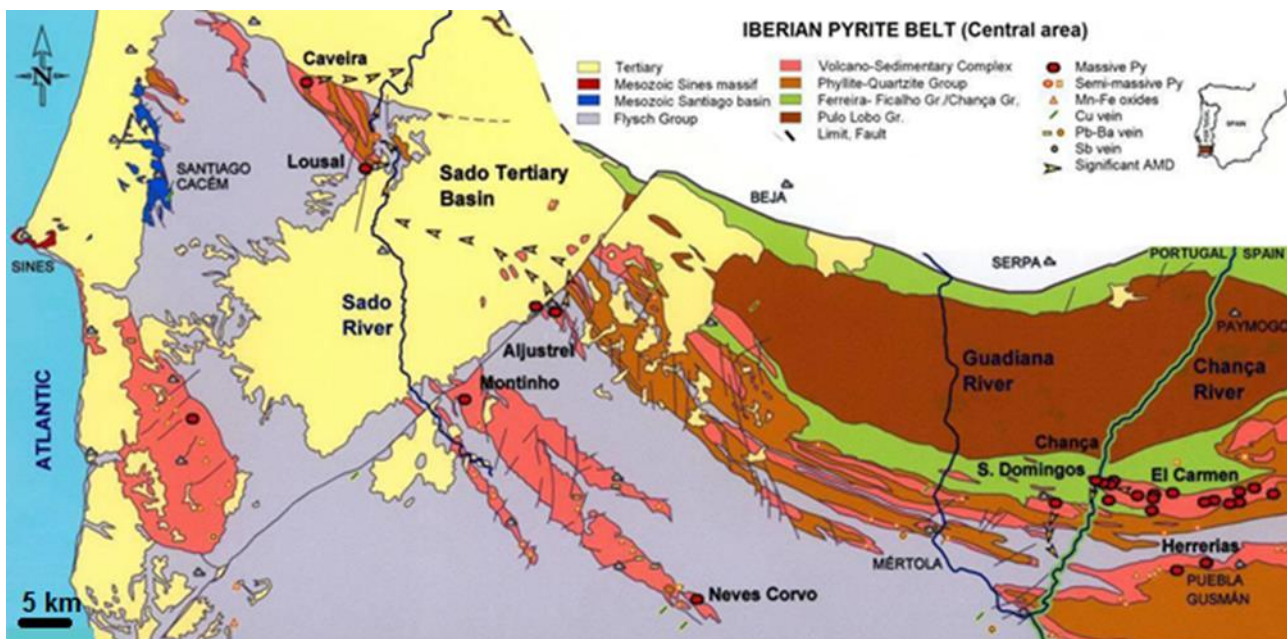 IBERIAN PYRITE BELT (Central area)
Tertiary
Mesozoic Sines massif
Mesozoic Santiago basin
Flysch Group
Volcano-Sedimentary Complex
Phyllite-Quartzite Group
Ferreira- Ficalho Gr./Chança Gr.
Pulo Lobo Gr.
Limit, Fault
Massive Py
Semi-massive Py
Mn-Fe oxides
Cu vein
Pb-Ba vein
Sb vein
Significant AMD
PORTUGAL
SPAIN
N
Caveira
Lousal
SANTIAGO
CACÉM
Sado Tertiary
Basin
BEJA
SINES
SERPA
PORTUGAL
SPAIN
Sado
River
PAYMOGO
Aljustrel
Guadiana
River
Chança
River
Montinho
ATLANTIC
Chança
S. Domingos
El Carmen
MÉRTOLA
Herrerias
PUEBLA
GUSMÁN
Neves Corvo
5 km